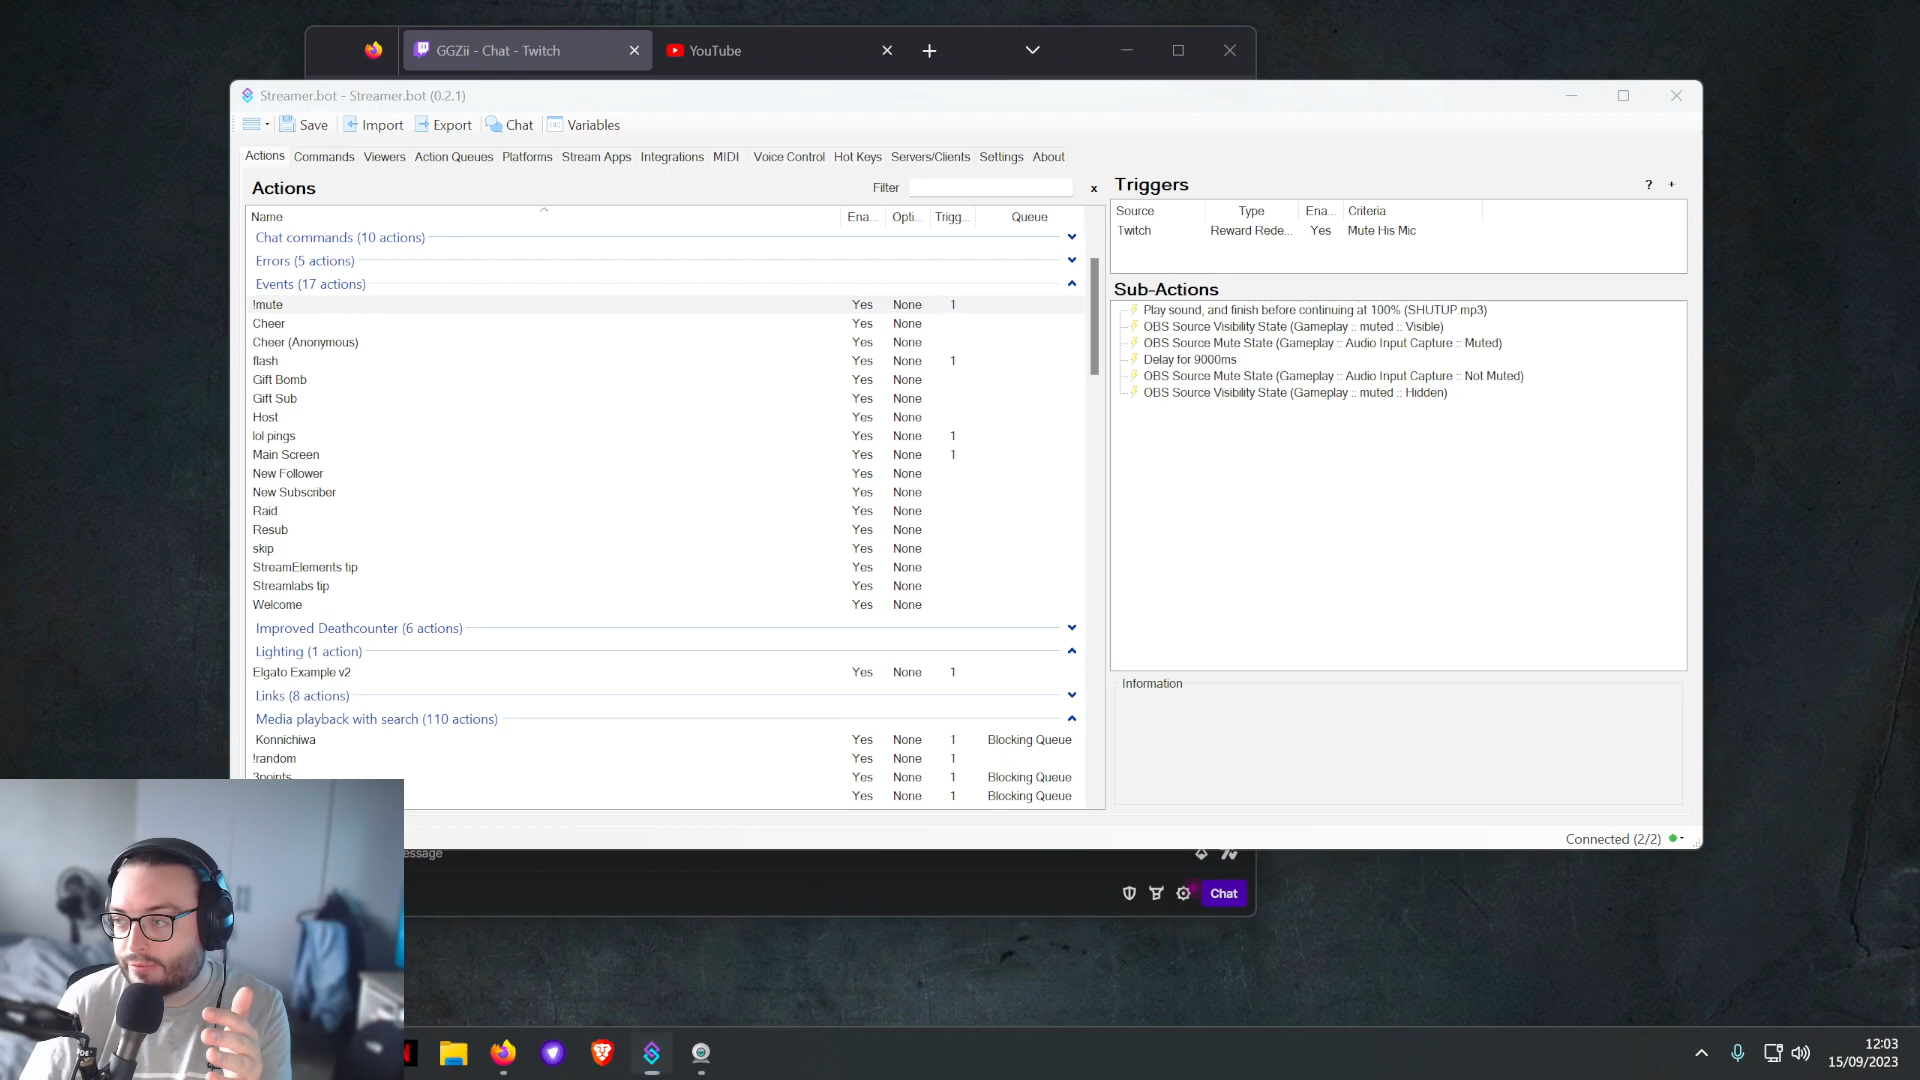 GGZii - Chat - Twitch
YouTube
Streamer.bot - Streamer.bot (0.2.1)
Save Import Export Chat Variables
Actions Commands Viewers Action Queues Platforms Stream Apps Integrations MIDI Voice Control Hot Keys Servers/Clients Settings About
Actions
Filter
x
Name Ena... Opti... Trigg... Queue
Chat commands (10 actions)
Errors (5 actions)
Events (17 actions)
!mute Yes None 1
Cheer Yes None
Cheer (Anonymous) Yes None
flash Yes None 1
Gift Bomb Yes None
Gift Sub Yes None
Host Yes None
lol pings Yes None 1
Main Screen Yes None 1
New Follower Yes None
New Subscriber Yes None
Raid Yes None
Resub Yes None
skip Yes None
StreamElements tip Yes None
Streamlabs tip Yes None
Welcome Yes None
Improved Deathcounter (6 actions)
Lighting (1 action)
Elgato Example v2 Yes None 1
Links (8 actions)
Media playback with search (110 actions)
Konnichiwa Yes None 1 Blocking Queue
!random Yes None 1
3points Yes None 1 Blocking Queue
Yes None 1 Blocking Queue
Triggers
? +
Source Type Ena... Criteria
Twitch Reward Rede... Yes Mute His Mic
Sub-Actions
Play sound, and finish before continuing at 100% (SHUTUP.mp3)
OBS Source Visibility State (Gameplay :: muted :: Visible)
OBS Source Mute State (Gameplay :: Audio Input Capture :: Muted)
Delay for 9000ms
OBS Source Mute State (Gameplay :: Audio Input Capture :: Not Muted)
OBS Source Visibility State (Gameplay :: muted :: Hidden)
Information
Connected (2/2)
essage
Chat
12:03
15/09/2023